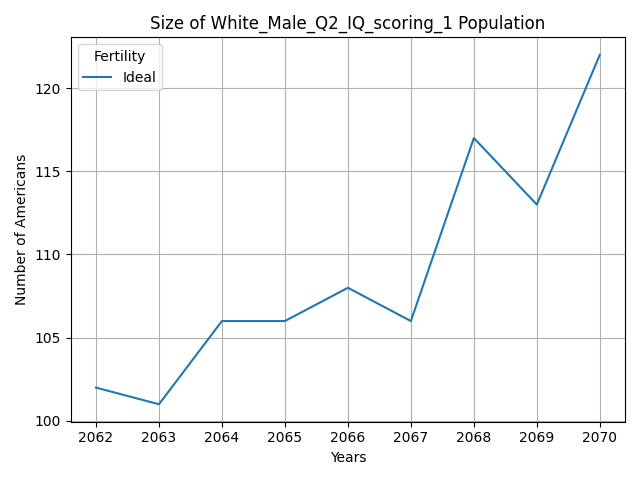 Size of White_Male_Q2_IQ_scoring_1 Population
Fertility
Ideal
Number of Americans
120
115
110
105
100
2062 2063 2064 2065 2066 2067 2068 2069 2070
Years